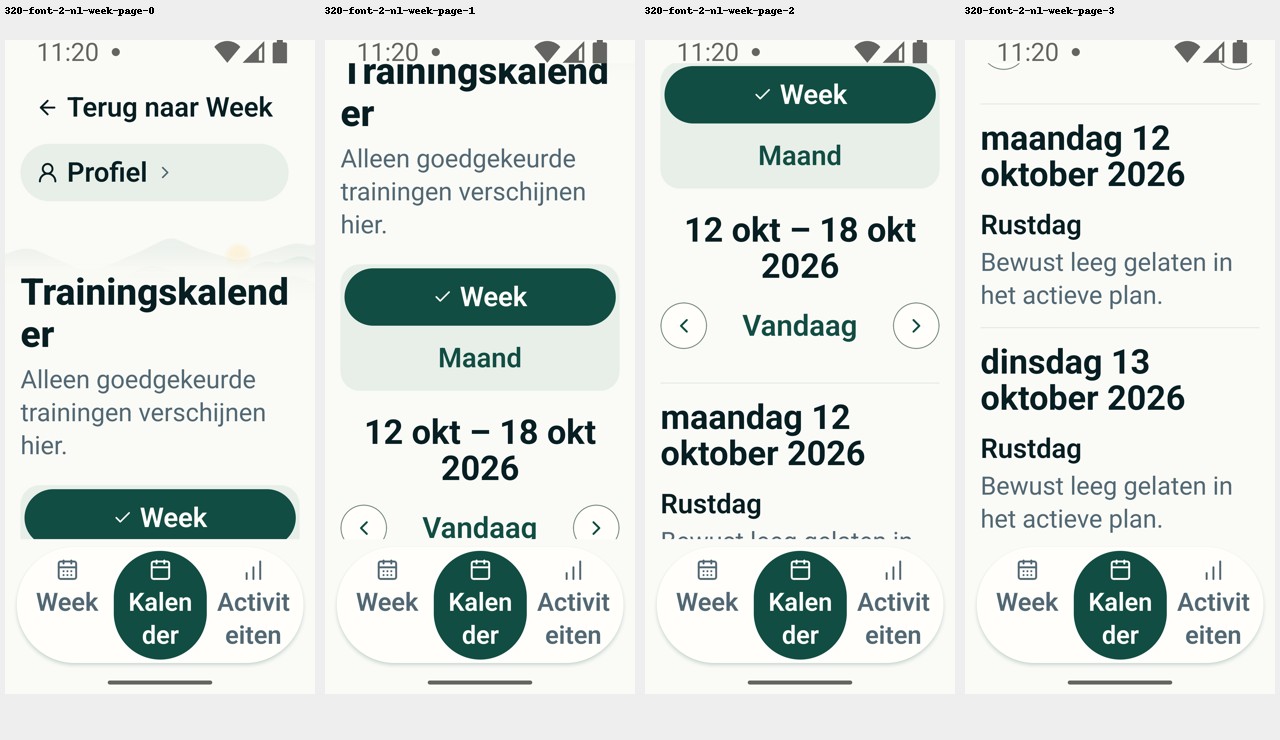 320-font-2-nl-week-page-0
11:20
Terug naar Week
Profiel
Trainingskalend
er
Alleen goedgekeurde
trainingen verschijnen
hier.
Week
Week
Kalen
der
Activit
eiten
320-font-2-nl-week-page-1
11:20
Trainingskalend
er
Alleen goedgekeurde
trainingen verschijnen
hier.
Week
Maand
12 okt – 18 okt
2026
Vandaag
Week
Kalen
der
Activit
eiten
320-font-2-nl-week-page-2
11:20
Week
Maand
12 okt – 18 okt
2026
Vandaag
maandag 12
oktober 2026
Rustdag
Bewust leeg gelaten in
Week
Kalen
der
Activit
eiten
320-font-2-nl-week-page-3
11:20
maandag 12
oktober 2026
Rustdag
Bewust leeg gelaten in
het actieve plan.
dinsdag 13
oktober 2026
Rustdag
Bewust leeg gelaten in
het actieve plan.
Week
Kalen
der
Activit
eiten